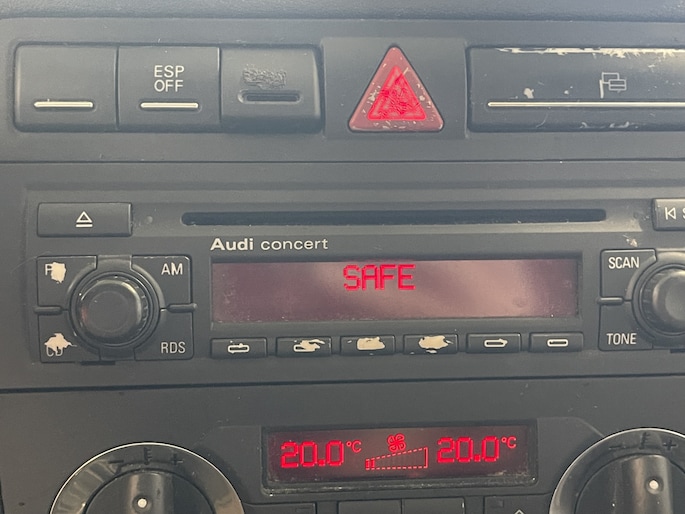 ESP
OFF
Audi concert
SAFE
AM
SCAN
CD
RDS
TONE
20.0°C
20.0°C